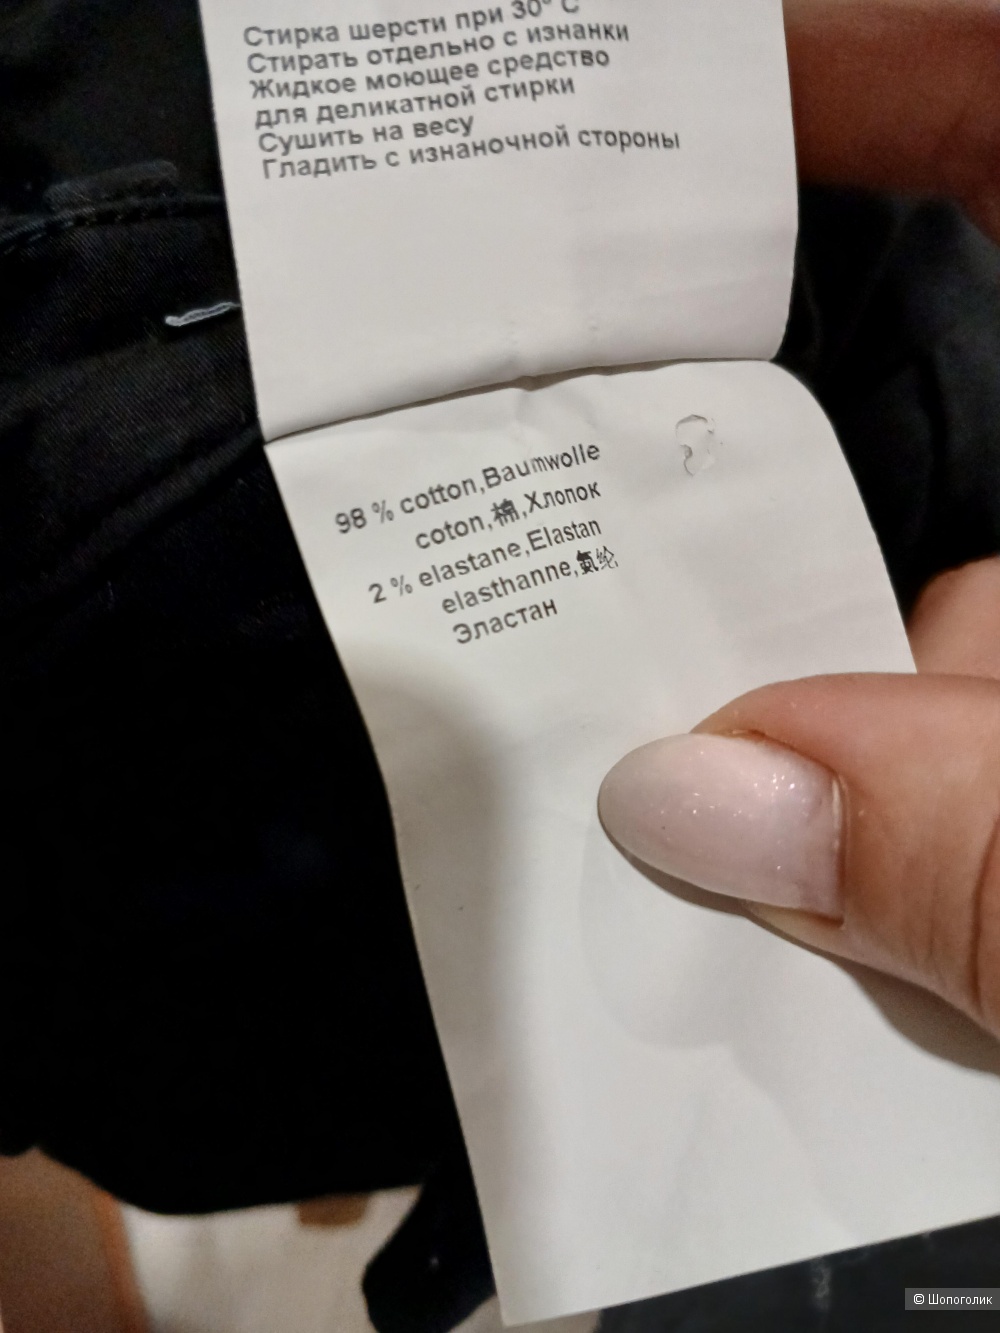 Стирка шерсти при 30° С
Стирать отдельно с изнанки
Жидкое моющее средство
для деликатной стирки
Сушить на весу
Гладить с изнаночной стороны
98 % cotton,Baumwolle
coton,棉,Хлопок
2 % elastane,Elastan
elasthanne,氨纶
Эластан
© Шопоголик